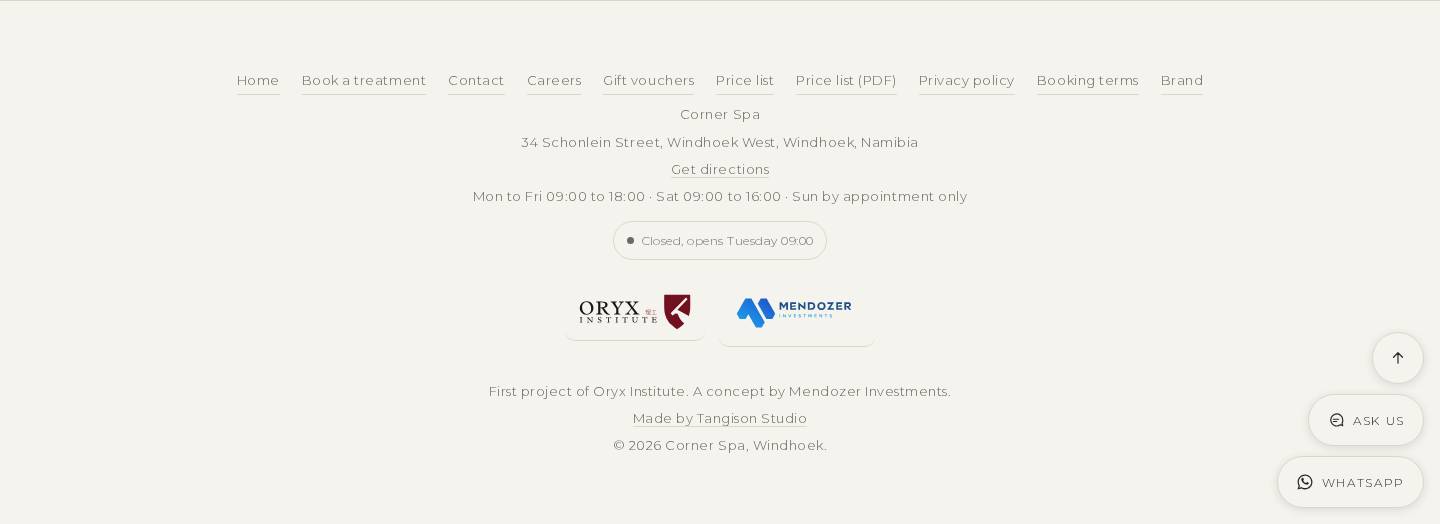 Home Book a treatment Contact Careers Gift vouchers Price list Price list (PDF) Privacy policy Booking terms Brand
Corner Spa
34 Schonlein Street, Windhoek West, Windhoek, Namibia
Get directions
Mon to Fri 09:00 to 18:00 · Sat 09:00 to 16:00 · Sun by appointment only
Closed, opens Tuesday 09:00
ORYX
INSTITUTE
MENDOZER
INVESTMENTS
First project of Oryx Institute. A concept by Mendozer Investments.
Made by Tangison Studio
© 2026 Corner Spa, Windhoek.
ASK US
WHATSAPP